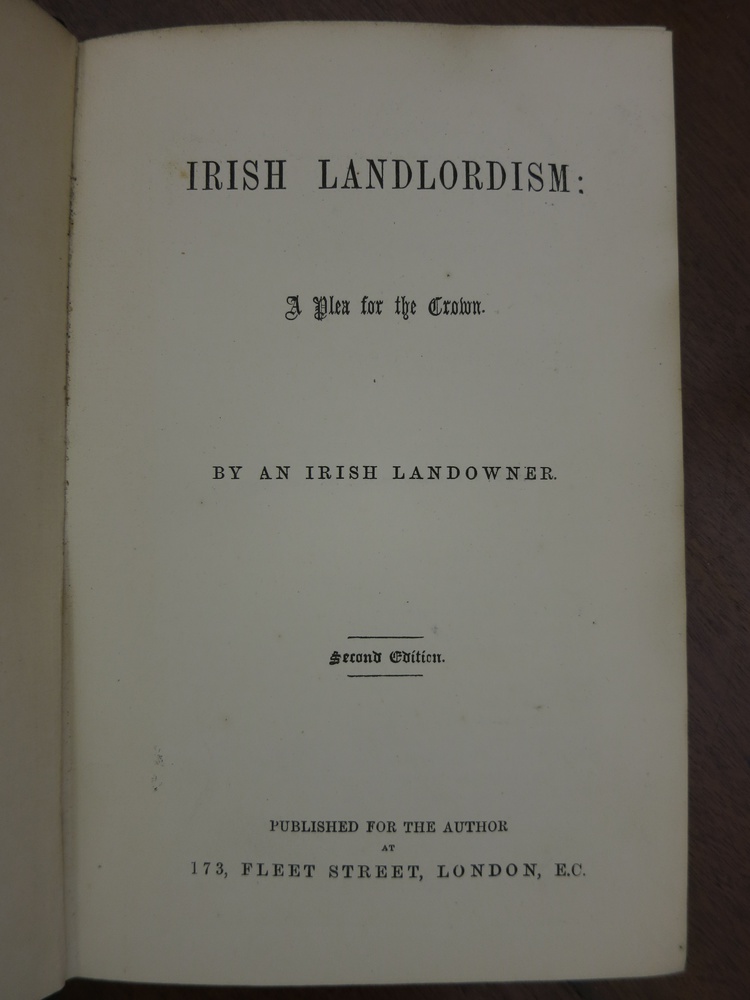 IRISH LANDLORDISM:
A Plea for the Crown.
BY AN IRISH LANDOWNER.
Second Edition.
PUBLISHED FOR THE AUTHOR
AT
173, FLEET STREET, LONDON, E.C.